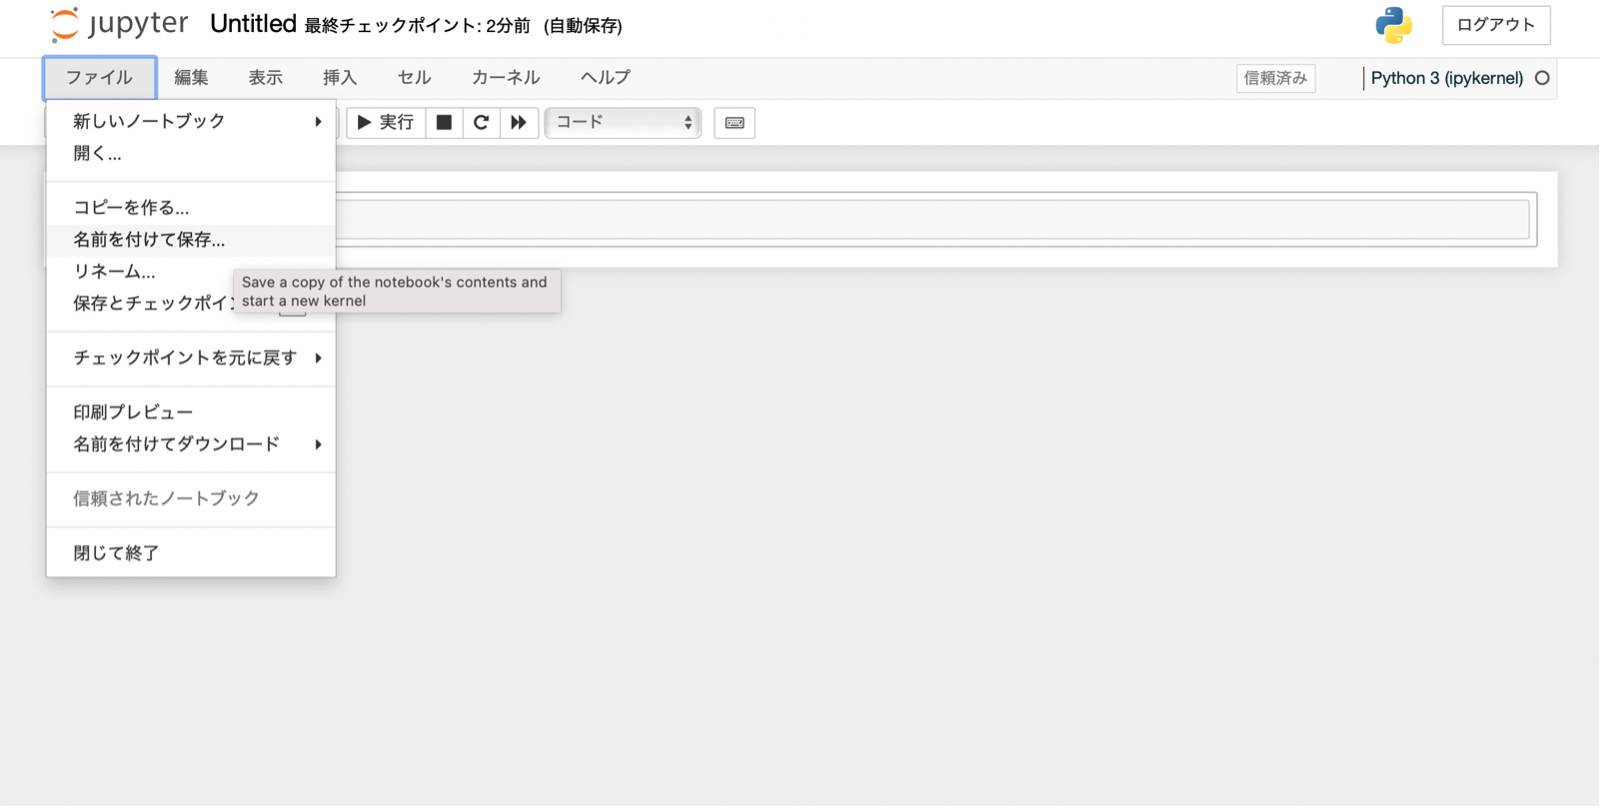 jupyter Untitled 最終チェックポイント: 2分前 (自動保存) ログアウト
ファイル 編集 表示 挿入 セル カーネル ヘルプ 信頼済み Python 3 (ipykernel)
新しいノートブック 実行 コード
開く...
コピーを作る...
名前を付けて保存...
リネーム...
Save a copy of the notebook's contents and
start a new kernel
保存とチェックポイン
チェックポイントを元に戻す
印刷プレビュー
名前を付けてダウンロード
信頼されたノートブック
閉じて終了